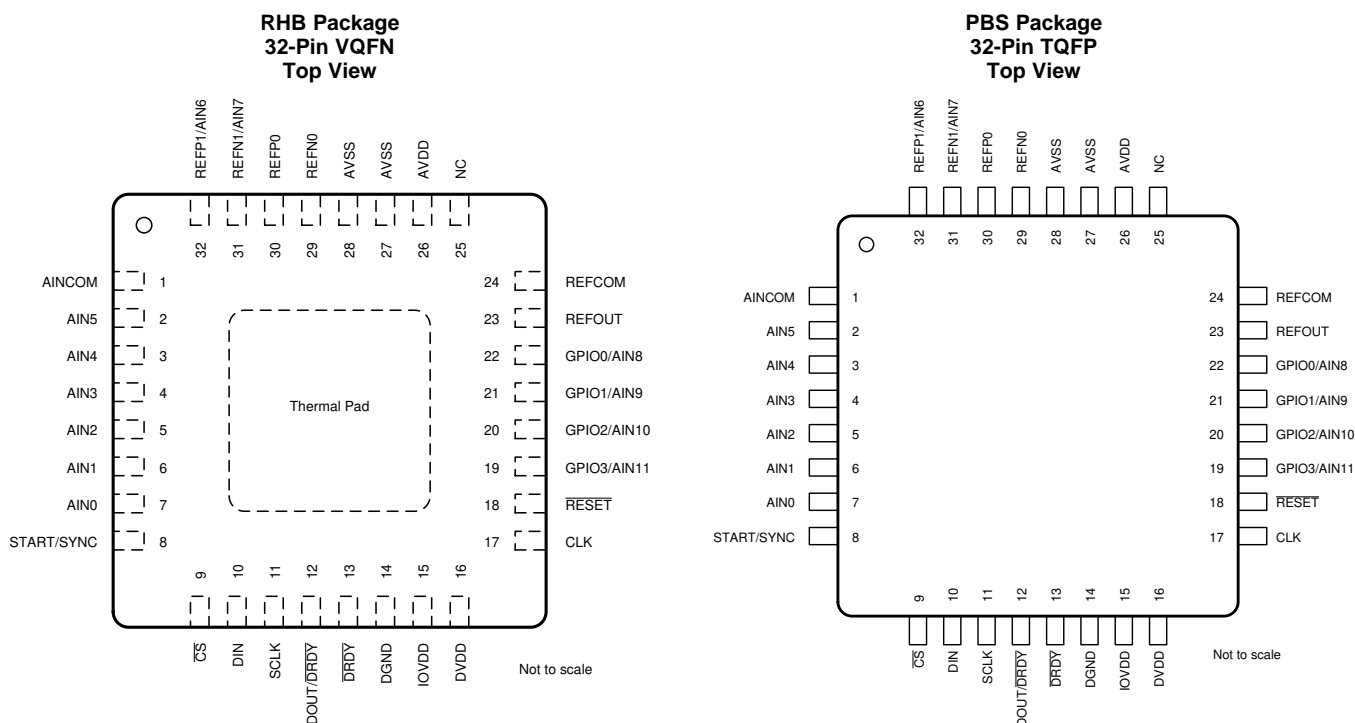 RHB Package
32-Pin VQFN
Top View
REFP1/AIN6
REFN1/AIN7
REFP0
REFN0
AVSS
AVSS
AVDD
NC
32
31
30
29
28
27
26
25
AINCOM 1
AIN5 2
AIN4 3
AIN3 4
AIN2 5
AIN1 6
AIN0 7
START/SYNC 8
Thermal Pad
24 REFCOM
23 REFOUT
22 GPIO0/AIN8
21 GPIO1/AIN9
20 GPIO2/AIN10
19 GPIO3/AIN11
18 RESET
17 CLK
9
10
11
12
13
14
15
16
CS
DIN
SCLK
DOUT/DRDY
DRDY
DGND
IOVDD
DVDD
Not to scale
PBS Package
32-Pin TQFP
Top View
REFP1/AIN6
REFN1/AIN7
REFP0
REFN0
AVSS
AVSS
AVDD
NC
32
31
30
29
28
27
26
25
AINCOM 1
AIN5 2
AIN4 3
AIN3 4
AIN2 5
AIN1 6
AIN0 7
START/SYNC 8
24 REFCOM
23 REFOUT
22 GPIO0/AIN8
21 GPIO1/AIN9
20 GPIO2/AIN10
19 GPIO3/AIN11
18 RESET
17 CLK
9
10
11
12
13
14
15
16
CS
DIN
SCLK
DOUT/DRDY
DRDY
DGND
IOVDD
DVDD
Not to scale